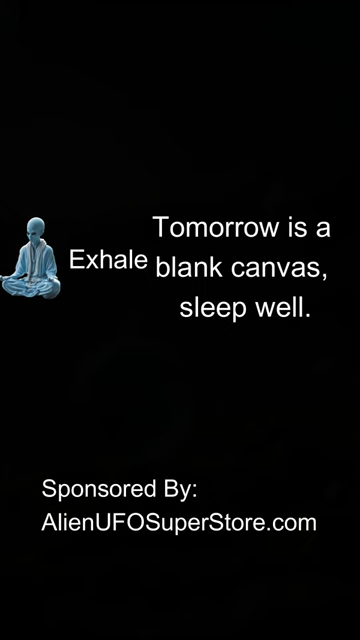 Exhale
Tomorrow is a
blank canvas,
sleep well.
Sponsored By:
AlienUFOSuperStore.com